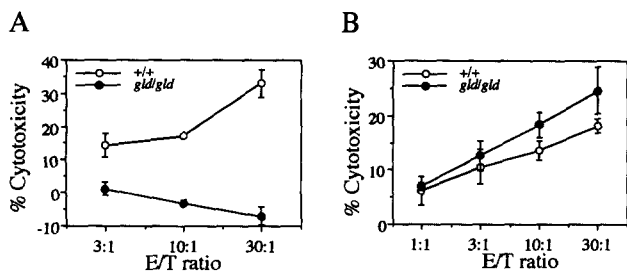 A
% Cytotoxicity
40
30
20
10
0
-10
+/+
gld/gld
3:1
10:1
30:1
E/T ratio
B
% Cytotoxicity
30
20
10
0
+/+
gld/gld
1:1
3:1
10:1
30:1
E/T ratio